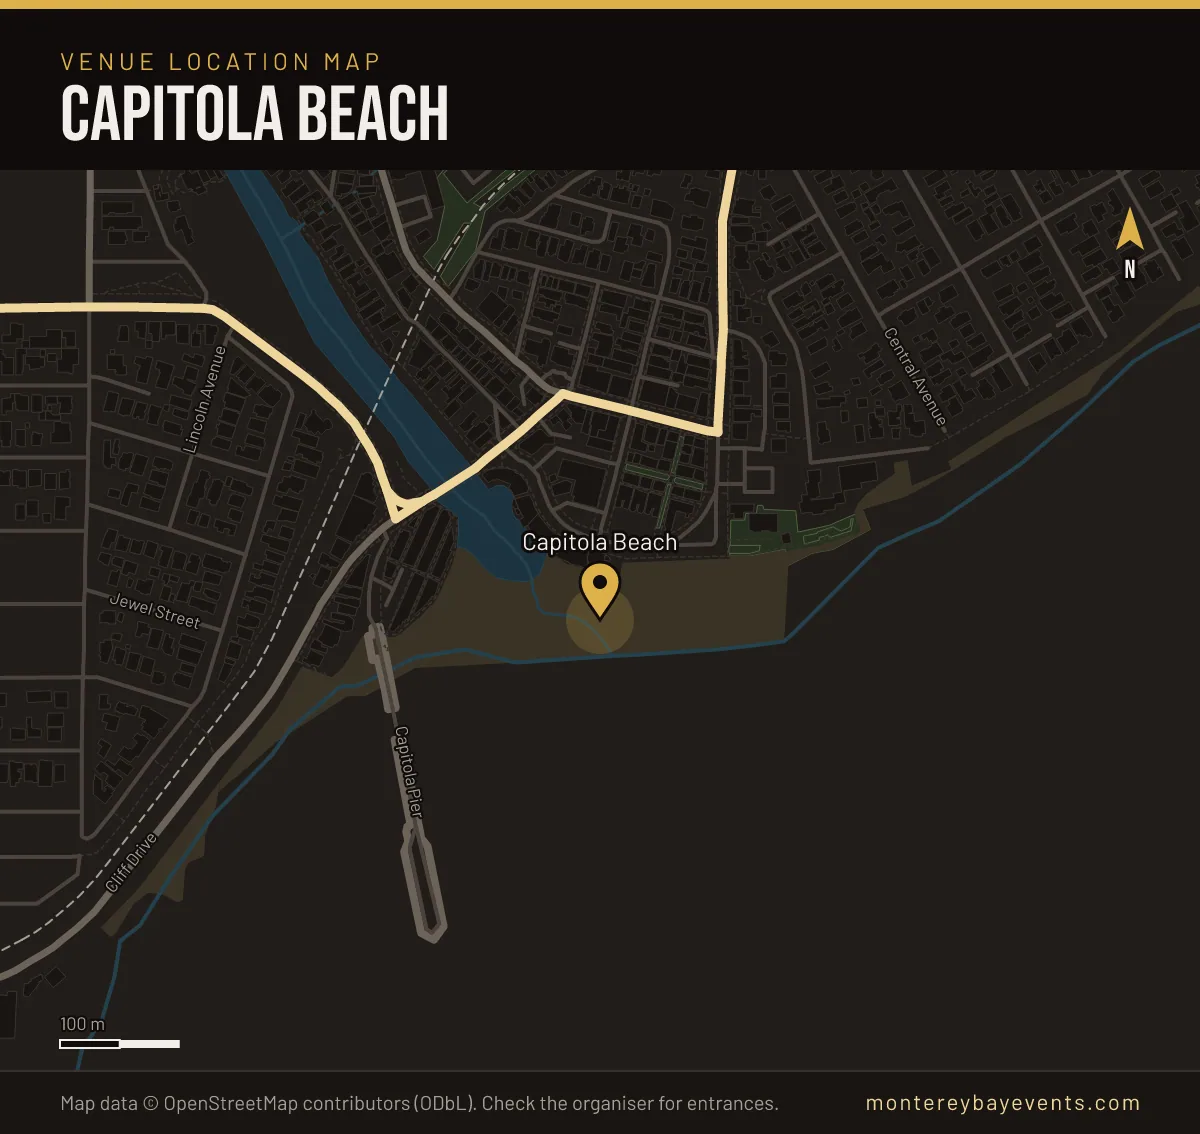 VENUE LOCATION MAP
CAPITOLA BEACH
N
Lincoln Avenue
Central Avenue
Capitola Beach
Jewel Street
Capitola Pier
Cliff Drive
100 m
Map data © OpenStreetMap contributors (ODbL). Check the organiser for entrances.
montereybayevents.com